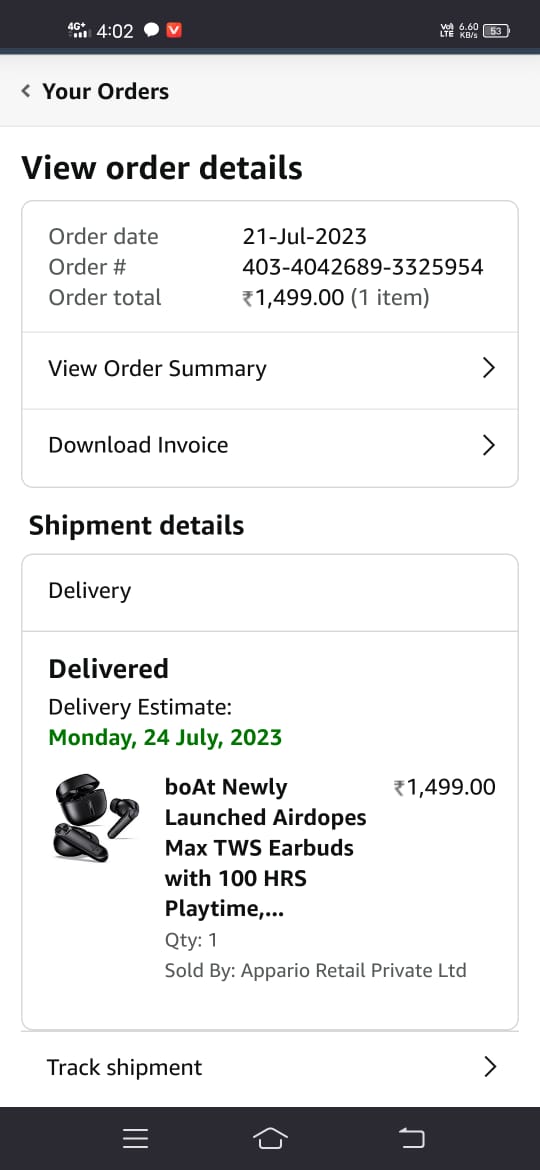 4G+ 4:02 VoLTE 6.60 KB/s 53
Your Orders
View order details
Order date 21-Jul-2023
Order # 403-4042689-3325954
Order total ₹1,499.00 (1 item)
View Order Summary
Download Invoice
Shipment details
Delivery
Delivered
Delivery Estimate:
Monday, 24 July, 2023
boAt Newly ₹1,499.00
Launched Airdopes
Max TWS Earbuds
with 100 HRS
Playtime,...
Qty: 1
Sold By: Appario Retail Private Ltd
Track shipment